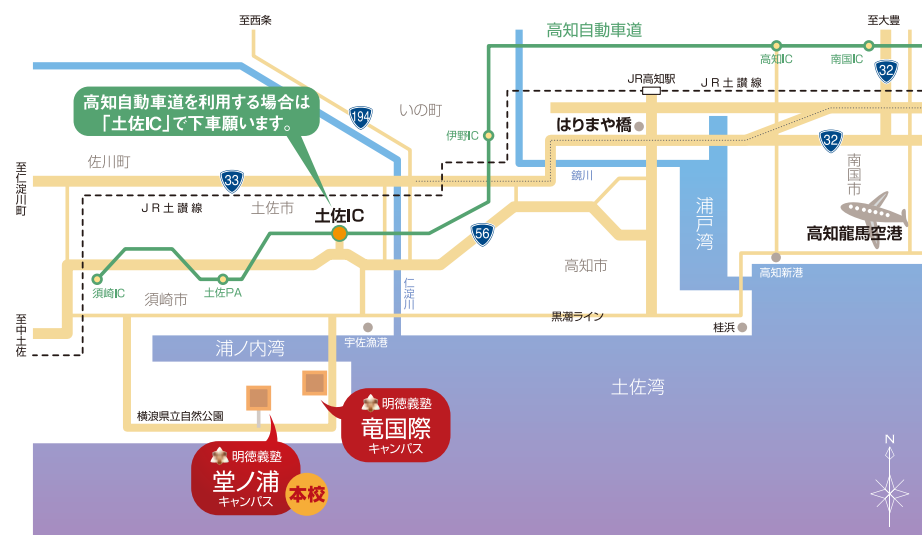 至西条
至大豊
高知自動車道
高知IC
南国IC
32
JR高知駅
JR土讃線
高知自動車道を利用する場合は
「土佐IC」で下車願います。
194
いの町
はりまや橋
伊野IC
32
佐川町
至仁淀川町
33
鏡川
南国市
JR土讃線
土佐市
土佐IC
浦戸湾
56
高知龍馬空港
高知市
高知新港
須崎IC
土佐PA
須崎市
仁淀川
至中土佐
黒潮ライン
桂浜
宇佐漁港
浦ノ内湾
土佐湾
横浪県立自然公園
明徳義塾
竜国際
キャンパス
明徳義塾
堂ノ浦
キャンパス
本校
N